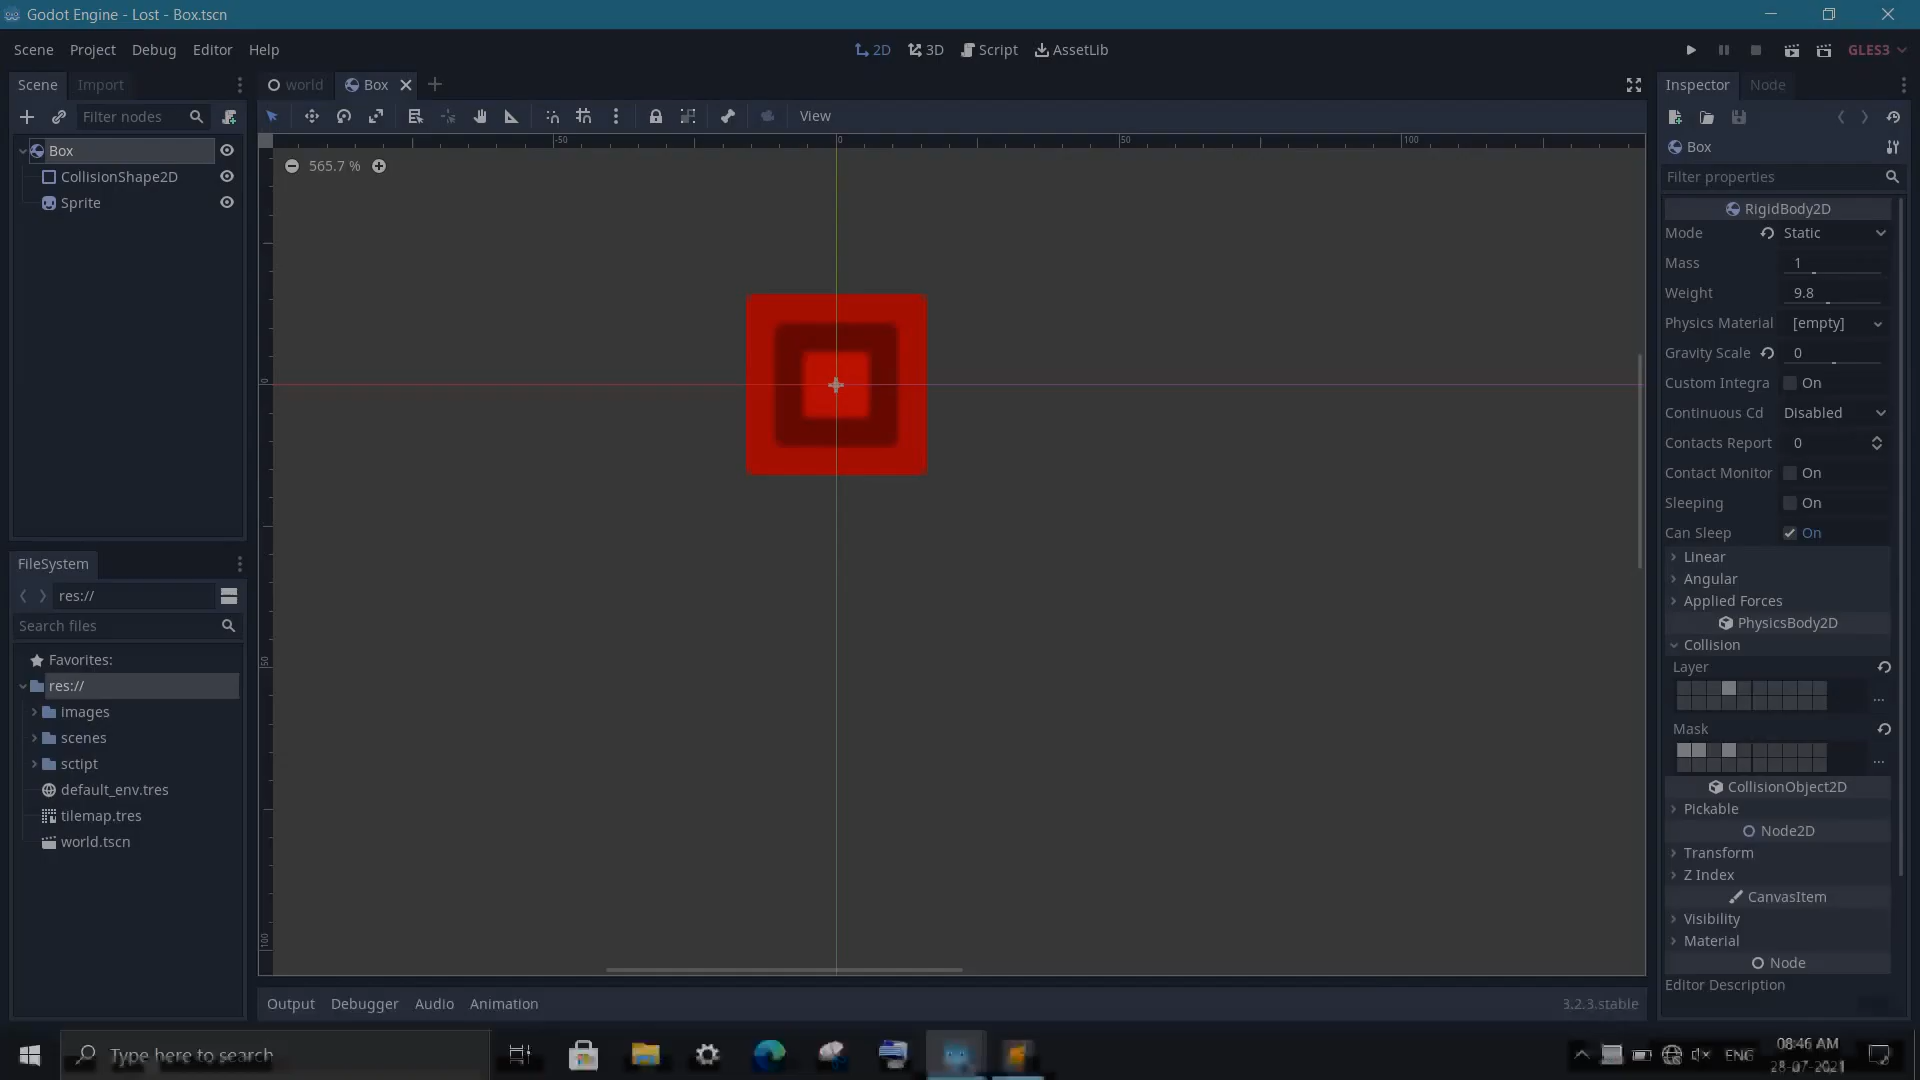 Godot Engine - Lost - Box.tscn
Scene Project Debug Editor Help
2D 3D Script AssetLib
GLES3
Scene Import
world Box
Inspector Node
Filter nodes
View
Box
CollisionShape2D
Sprite
-50 0 50 100
565.7 %
0
50
100
Box
Filter properties
RigidBody2D
Mode Static
Mass 1
Weight 9.8
Physics Material [empty]
Gravity Scale 0
Custom Integra On
Continuous Cd Disabled
Contacts Report 0
Contact Monitor On
Sleeping On
Can Sleep On
Linear
Angular
Applied Forces
PhysicsBody2D
Collision
Layer
...
Mask
...
CollisionObject2D
Pickable
Node2D
Transform
Z Index
CanvasItem
Visibility
Material
Node
Editor Description
FileSystem
res://
Search files
Favorites:
res://
images
scenes
sctipt
default_env.tres
tilemap.tres
world.tscn
Output Debugger Audio Animation
3.2.3.stable
Type here to search
ENG
08:46 AM
28-07-2021